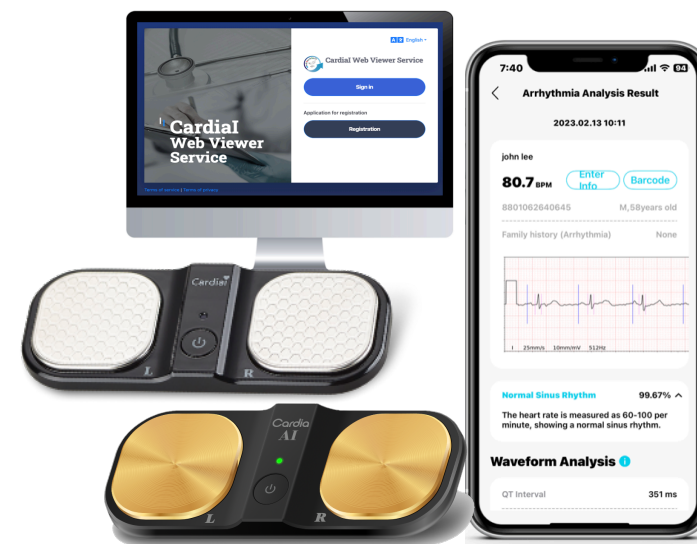 A
English
CardiaI Web Viewer Service
Sign in
Application for registration
Registration
CardiaI
Web Viewer
Service
Terms of service | Terms of privacy
CardiaI
L
R
Cardia
AI
L
R
7:40
94
Arrhythmia Analysis Result
2023.02.13 10:11
john lee
80.7 BPM
Enter
Info
Barcode
8801062640645
M,58years old
Family history (Arrhythmia)
None
I 25mm/s 10mm/mV 512Hz
Normal Sinus Rhythm
99.67%
The heart rate is measured as 60-100 per
minute, showing a normal sinus rhythm.
Waveform Analysis
QT Interval
351 ms